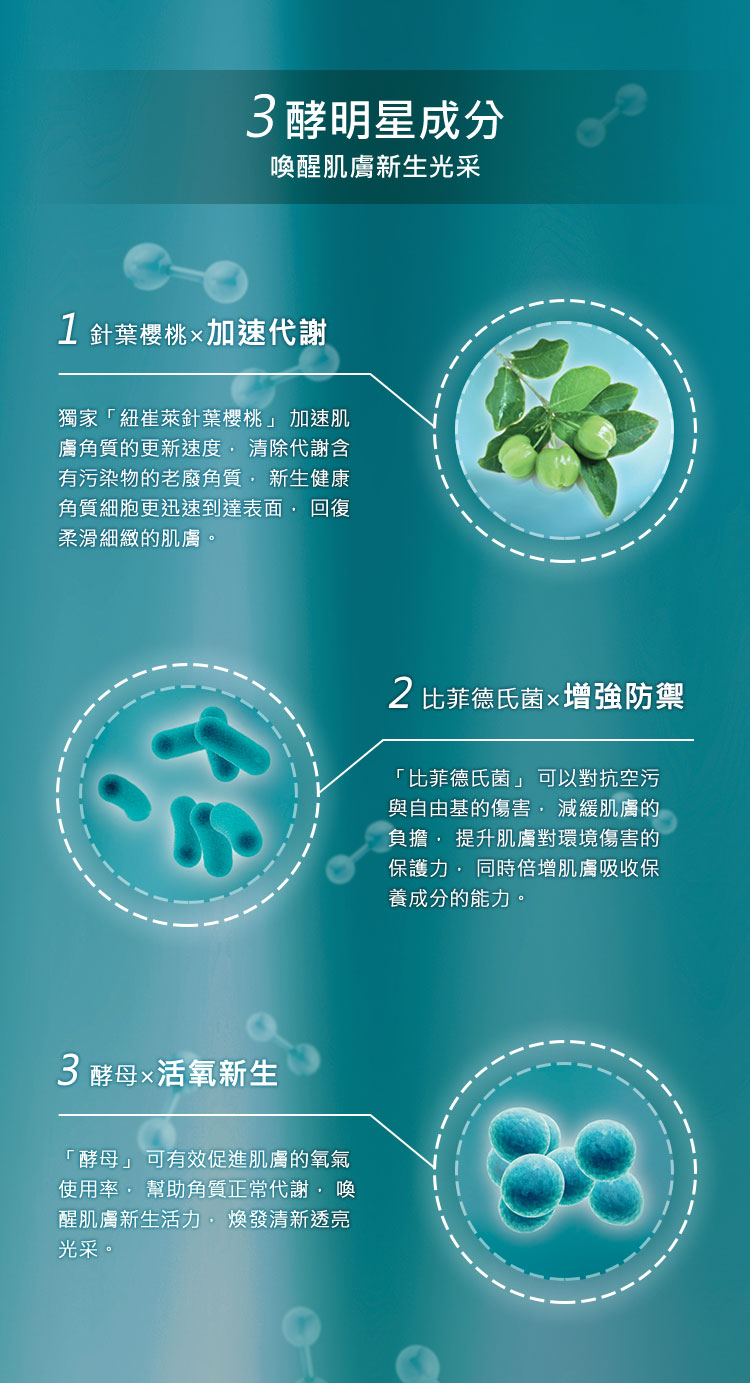 3酵明星成分
喚醒肌膚新生光采
1 針葉櫻桃×加速代謝
獨家「紐崔萊針葉櫻桃」加速肌
膚角質的更新速度，清除代謝含
有污染物的老廢角質，新生健康
角質細胞更迅速到達表面，回復
柔滑細緻的肌膚。
2 比菲德氏菌×增強防禦
「比菲德氏菌」可以對抗空污
與自由基的傷害，減緩肌膚的
負擔，提升肌膚對環境傷害的
保護力，同時倍增肌膚吸收保
養成分的能力。
3 酵母×活氧新生
「酵母」可有效促進肌膚的氧氣
使用率，幫助角質正常代謝，喚
醒肌膚新生活力，煥發清新透亮
光采。